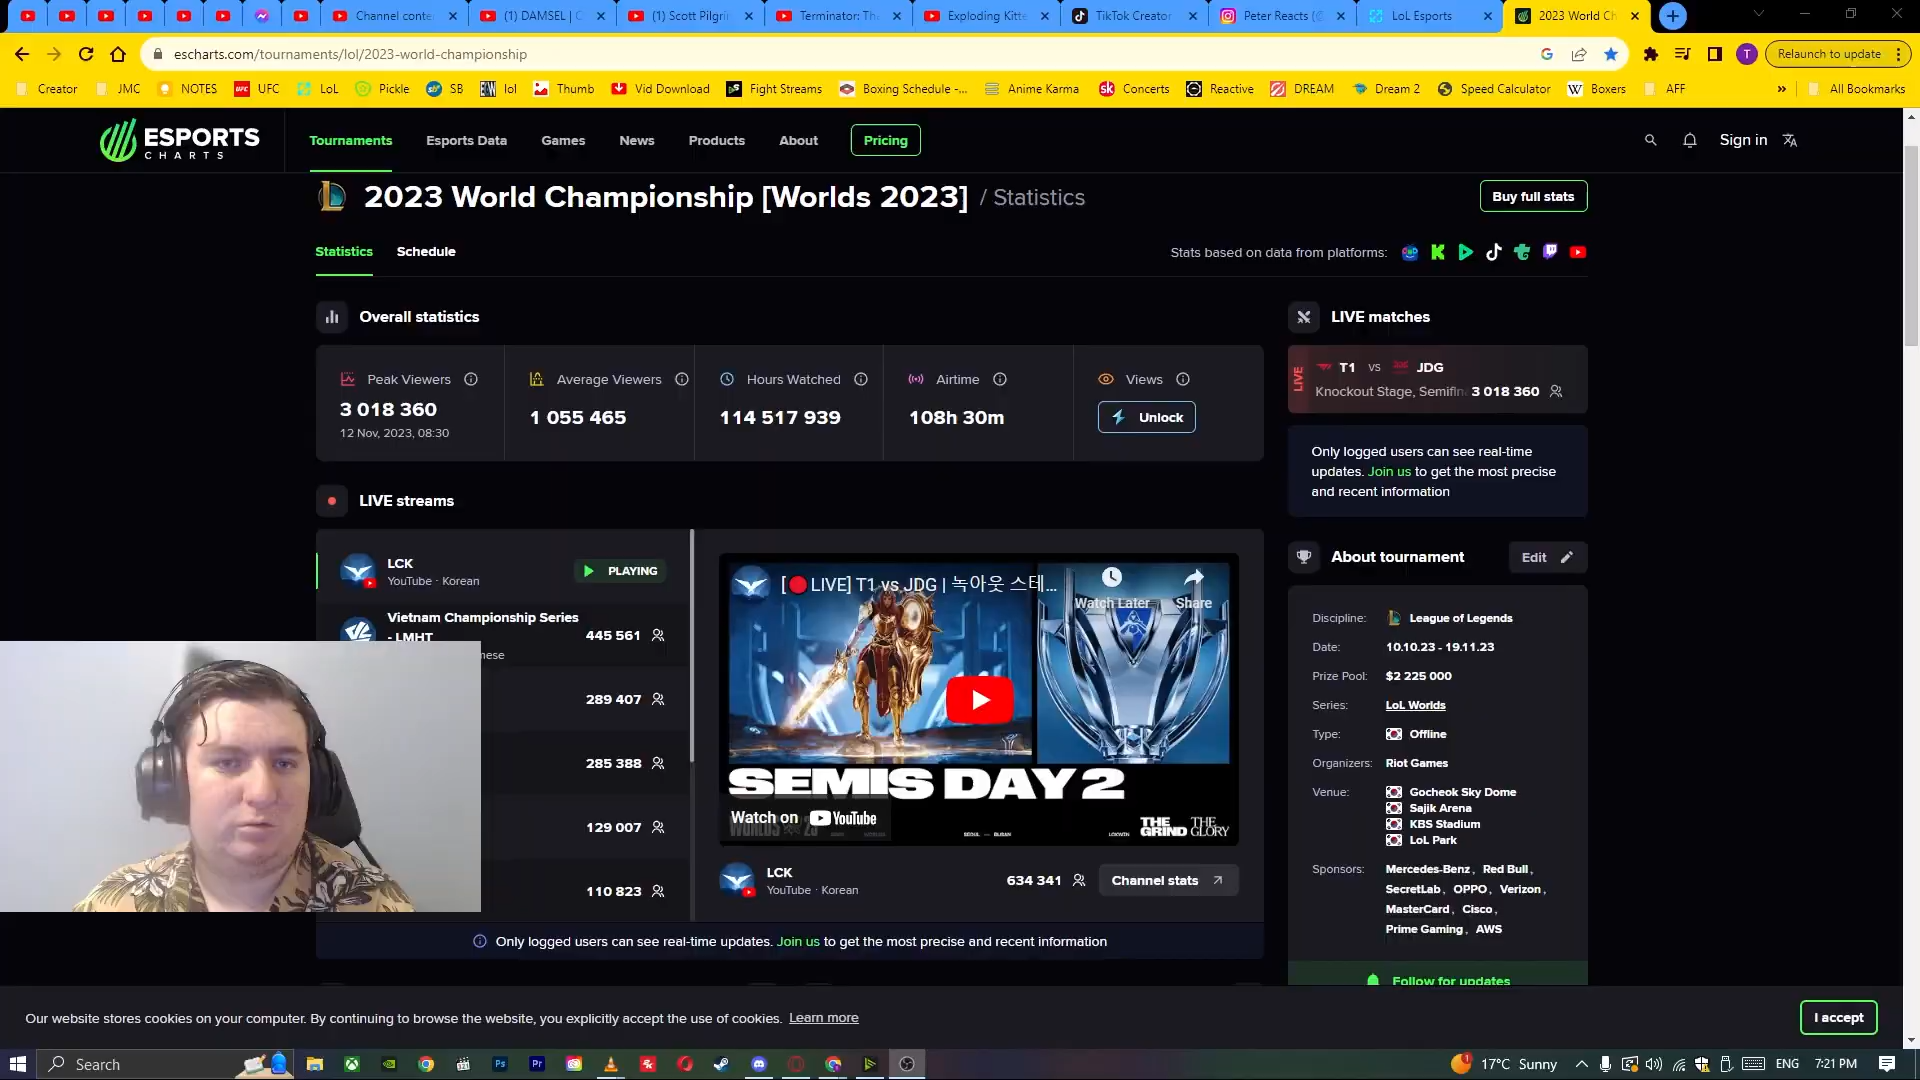 Channel conte
(1) DAMSEL | C
(1) Scott Pilgri
Terminator: Th
Exploding Kitte
TikTok Creator
Peter Reacts (@
LoL Esports
2023 World Ch
escharts.com/tournaments/lol/2023-world-championship
T
Relaunch to update
Creator
JMC
NOTES
UFC
LoL
Pickle
SB
lol
Thumb
Vid Download
Fight Streams
Boxing Schedule -...
Anime Karma
Concerts
Reactive
DREAM
Dream 2
Speed Calculator
Boxers
AFF
»
All Bookmarks
ESPORTS
CHARTS
Tournaments
Esports Data
Games
News
Products
About
Pricing
Sign in
2023 World Championship [Worlds 2023] / Statistics
Buy full stats
Statistics
Schedule
Stats based on data from platforms:
Overall statistics
LIVE matches
Peak Viewers
3 018 360
12 Nov, 2023, 08:30
Average Viewers
1 055 465
Hours Watched
114 517 939
Airtime
108h 30m
Views
Unlock
LIVE
T1 vs JDG
Knockout Stage, Semifin
3 018 360
Only logged users can see real-time
updates. Join us to get the most precise
and recent information
LIVE streams
LCK
YouTube · Korean
PLAYING
Vietnam Championship Series
- LMHT
nese
445 561
289 407
285 388
129 007
110 823
[🔴LIVE] T1 vs JDG | 녹아웃 스테...
Watch Later
Share
SEMIS DAY 2
Watch on YouTube
THE GRIND THE GLORY
LCK
YouTube · Korean
634 341
Channel stats
Only logged users can see real-time updates. Join us to get the most precise and recent information
About tournament
Edit
Discipline: League of Legends
Date: 10.10.23 - 19.11.23
Prize Pool: $2 225 000
Series: LoL Worlds
Type: Offline
Organizers: Riot Games
Venue: Gocheok Sky Dome
Sajik Arena
KBS Stadium
LoL Park
Sponsors: Mercedes-Benz, Red Bull,
SecretLab, OPPO, Verizon,
MasterCard, Cisco,
Prime Gaming, AWS
Follow for updates
Our website stores cookies on your computer. By continuing to browse the website, you explicitly accept the use of cookies. Learn more
I accept
Search
17°C Sunny
ENG
7:21 PM